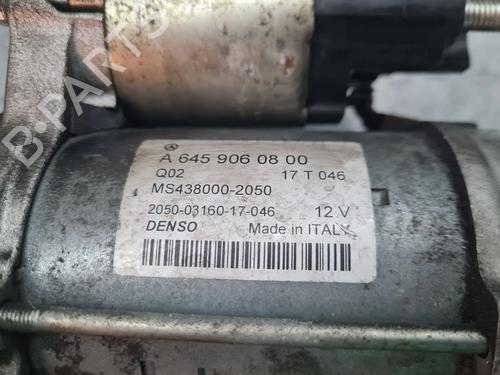 B-PARTS
A 645 906 08 00
Q02 17 T 046
MS438000-2050
2050-03160-17-046 12 V
DENSO Made in ITALY